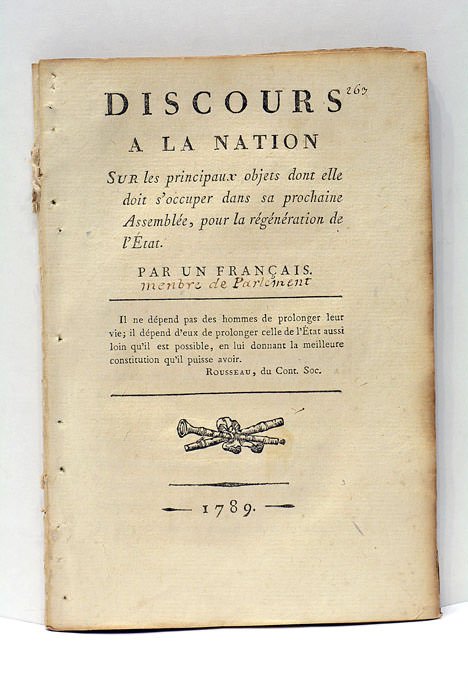 DISCOURS
A LA NATION
SUR les principaux objets dont elle
doit s'occuper dans sa prochaine
Assemblée, pour la régénération de
l'État.
PAR UN FRANÇAIS.
menbre de Parlement
Il ne dépend pas des hommes de prolonger leur
vie; il dépend d'eux de prolonger celle de l'État aussi
loin qu'il est possible, en lui donnant la meilleure
constitution qu'il puisse avoir.
ROUSSEAU, du Cont. Soc.
1789.